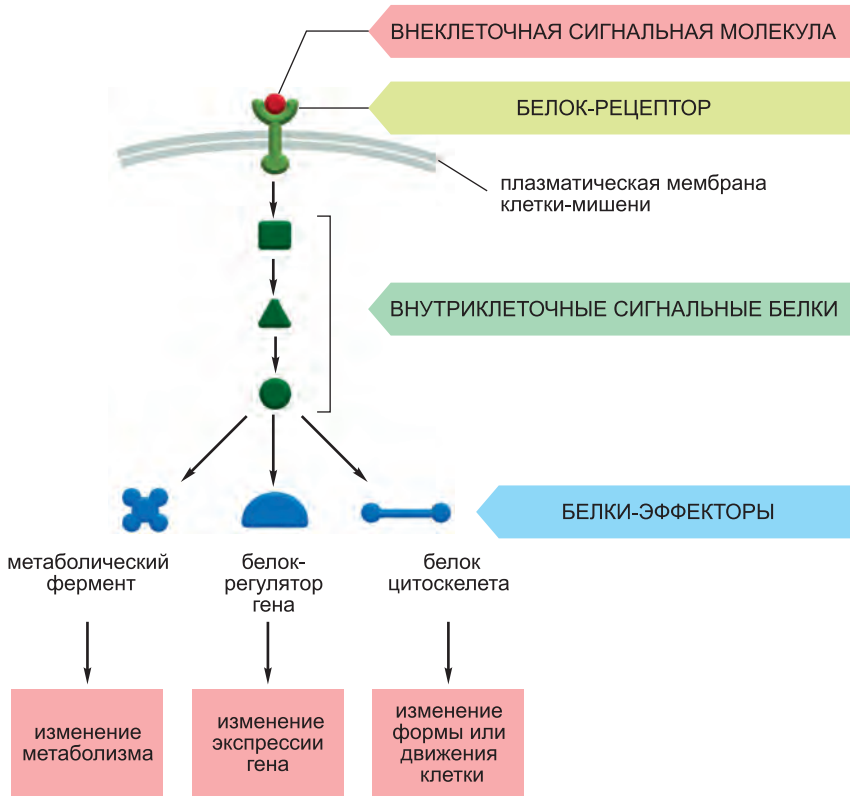 ВНЕКЛЕТОЧНАЯ СИГНАЛЬНАЯ МОЛЕКУЛА
БЕЛОК-РЕЦЕПТОР
плазматическая мембрана
клетки-мишени
ВНУТРИКЛЕТОЧНЫЕ СИГНАЛЬНЫЕ БЕЛКИ
БЕЛКИ-ЭФФЕКТОРЫ
метаболический
фермент
белок-
регулятор
гена
белок
цитоскелета
изменение
метаболизма
изменение
экспрессии
гена
изменение
формы или
движения
клетки